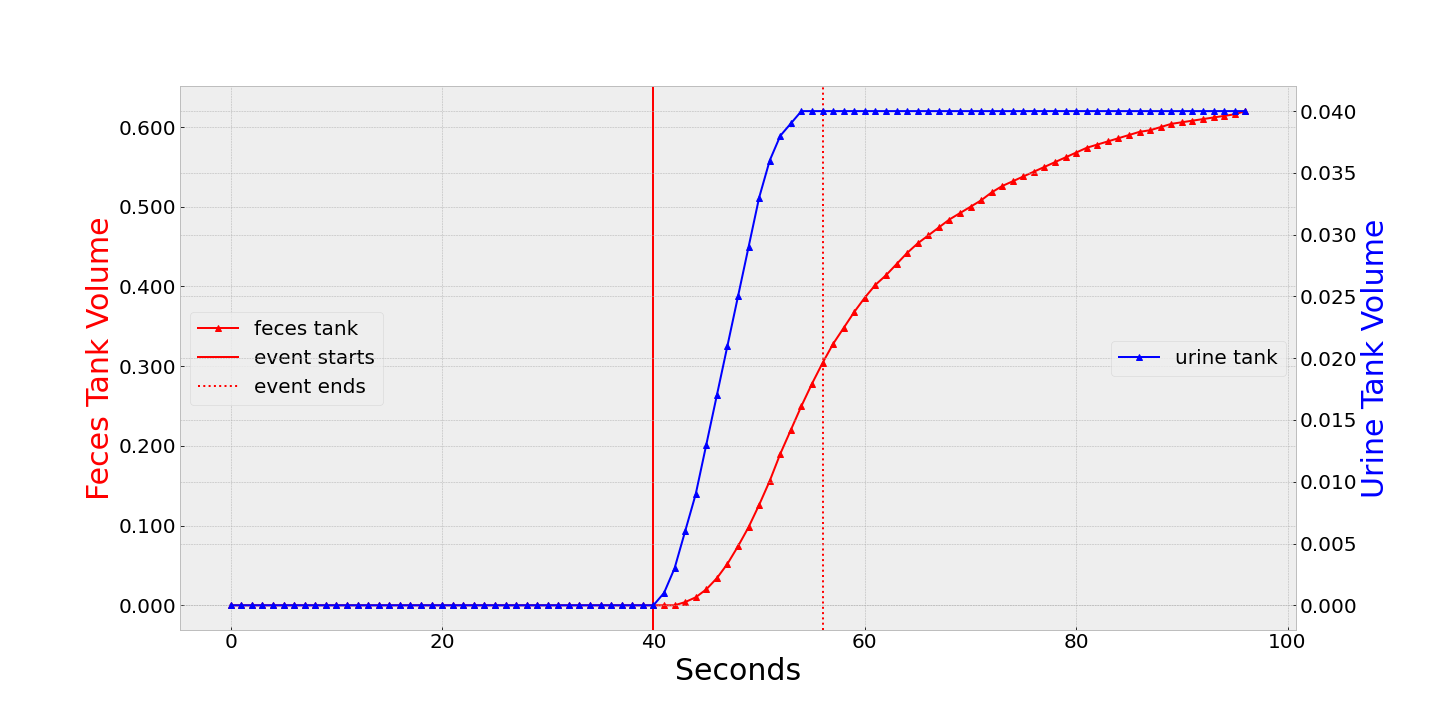 0.600
0.500
0.400
0.300
0.200
0.100
0.000
Feces Tank Volume
feces tank
event starts
event ends
urine tank
0.040
0.035
0.030
0.025
0.020
0.015
0.010
0.005
0.000
Urine Tank Volume
0 20 40 60 80 100
Seconds